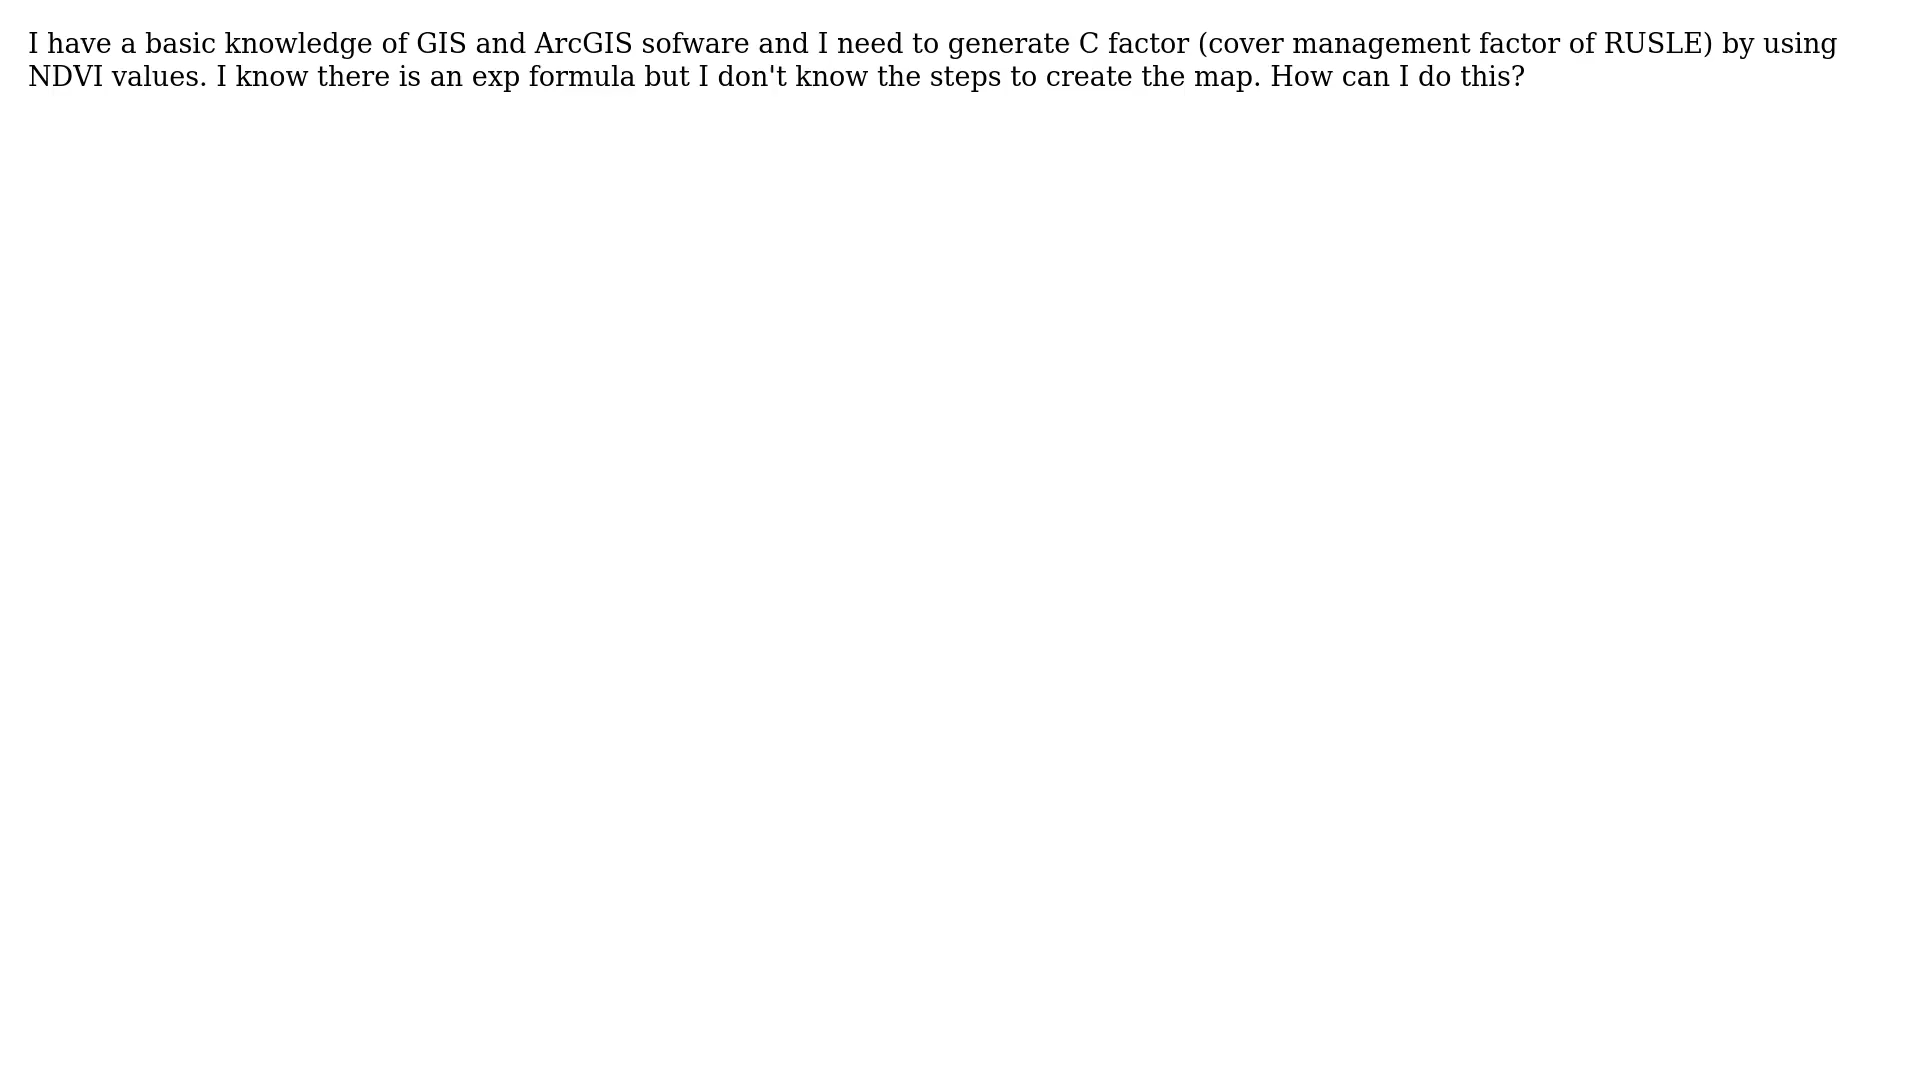 I have a basic knowledge of GIS and ArcGIS sofware and I need to generate C factor (cover management factor of RUSLE) by using
NDVI values. I know there is an exp formula but I don't know the steps to create the map. How can I do this?